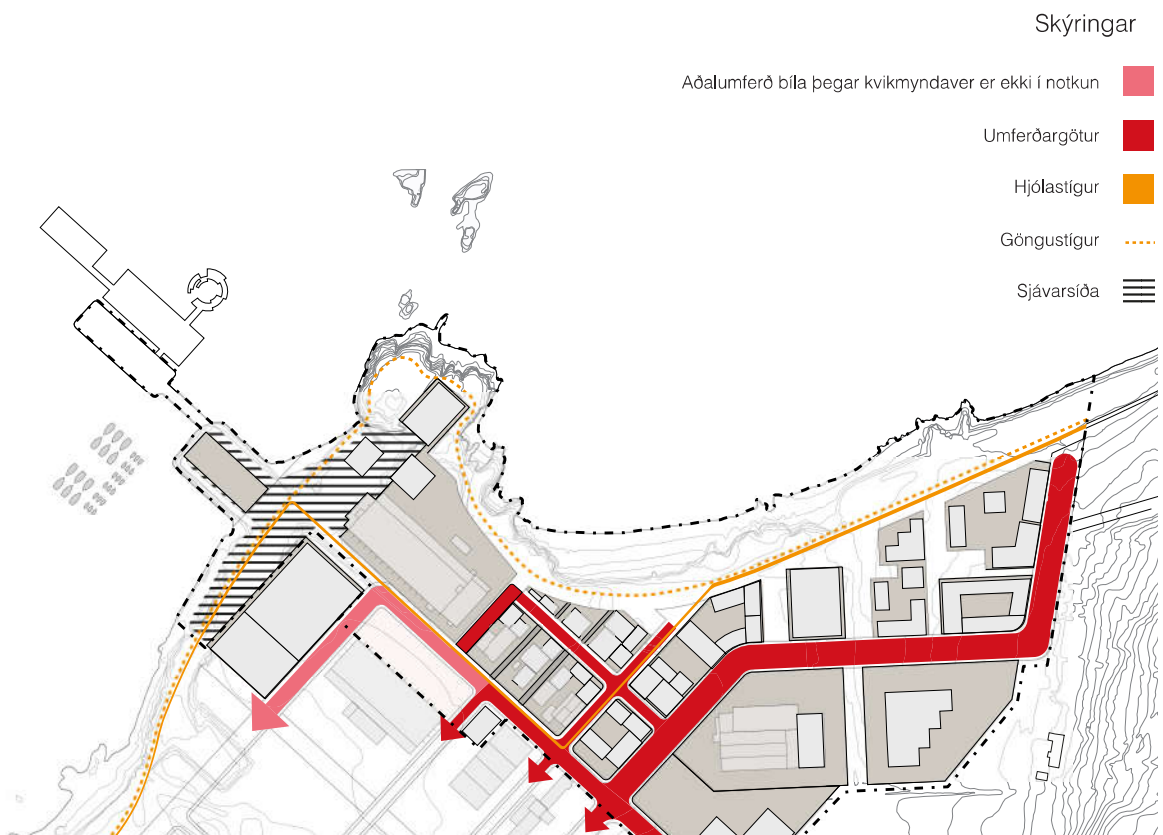 Skýringar
Aðalumferð bíla þegar kvikmyndaver er ekki í notkun
Umferðargötur
Hjólastígur
Göngustígur
Sjávarsíða